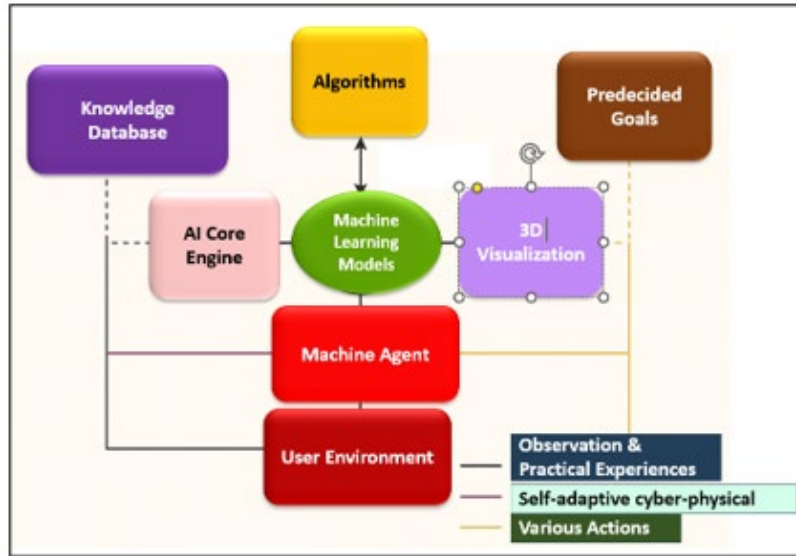 Algorithms
Knowledge
Database
Predecided
Goals
AI Core
Engine
Machine
Learning
Models
3D
Visualization
Machine Agent
User Environment
Observation &
Practical Experiences
Self-adaptive cyber-physical
Various Actions